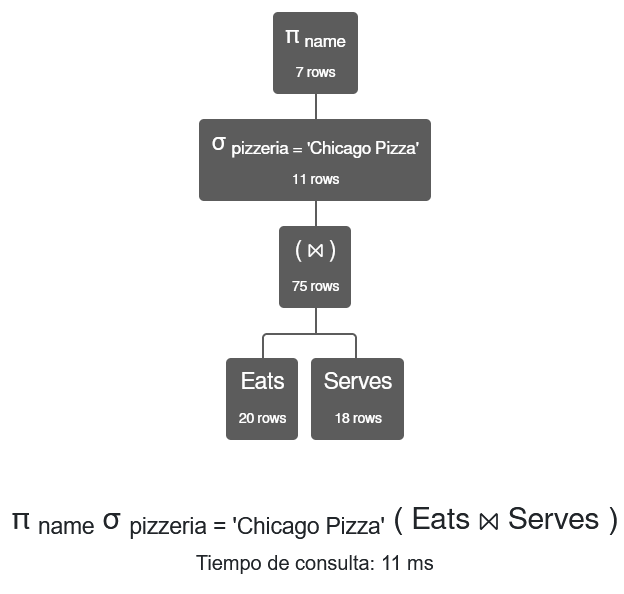 π name
7 rows
σ pizzeria = 'Chicago Pizza'
11 rows
( ⋈ )
75 rows
Eats
20 rows
Serves
18 rows
π name σ pizzeria = 'Chicago Pizza' ( Eats ⋈ Serves )
Tiempo de consulta: 11 ms